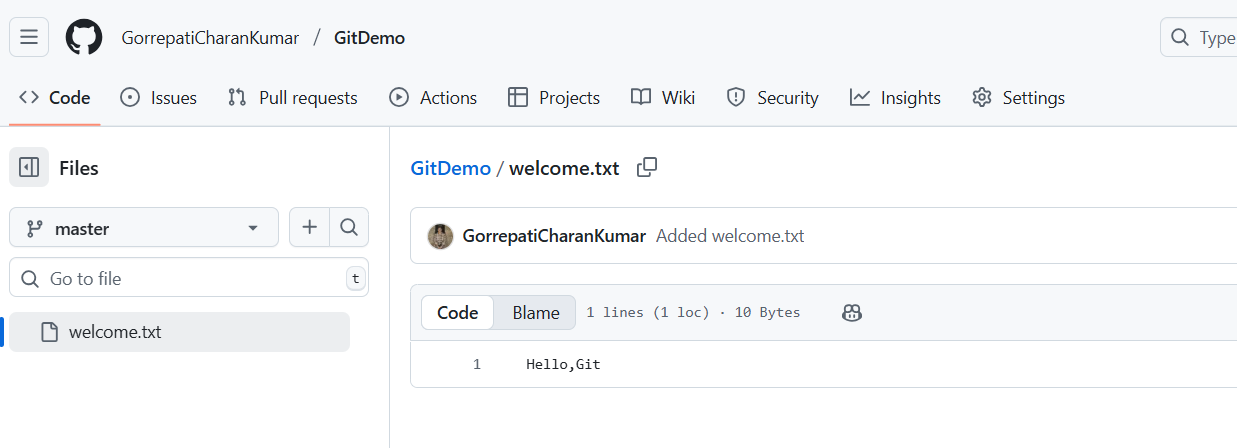 GorrepatiCharanKumar / GitDemo
Type
Code Issues Pull requests Actions Projects Wiki Security Insights Settings
Files
master
Go to file t
welcome.txt
GitDemo / welcome.txt
GorrepatiCharanKumar Added welcome.txt
Code Blame 1 lines (1 loc) · 10 Bytes
1 Hello,Git